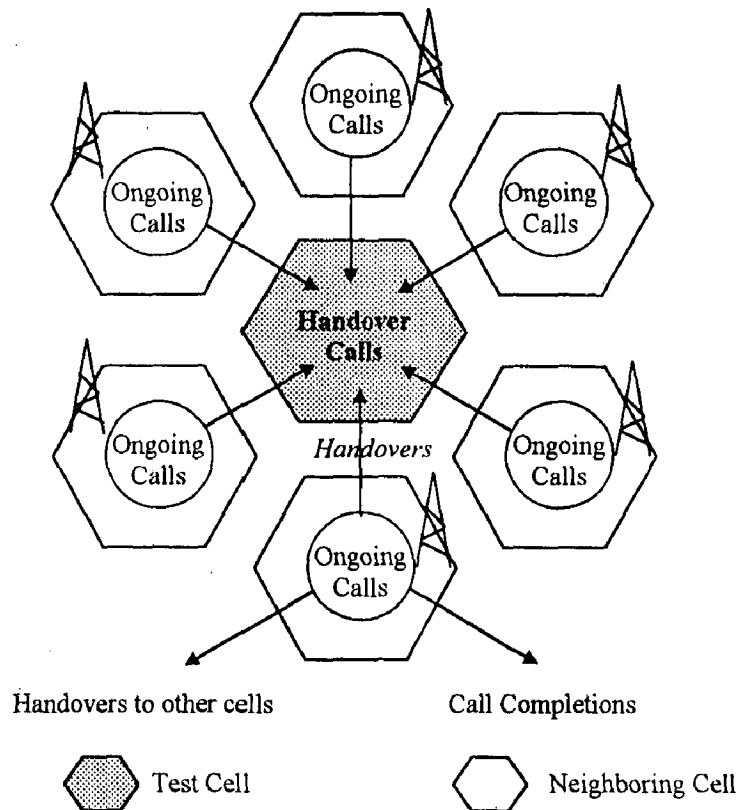 Ongoing
Calls
Ongoing
Calls
Ongoing
Calls
Handover
Calls
Ongoing
Calls
Handovers
Ongoing
Calls
Ongoing
Calls
Handovers to other cells
Call Completions
Test Cell
Neighboring Cell